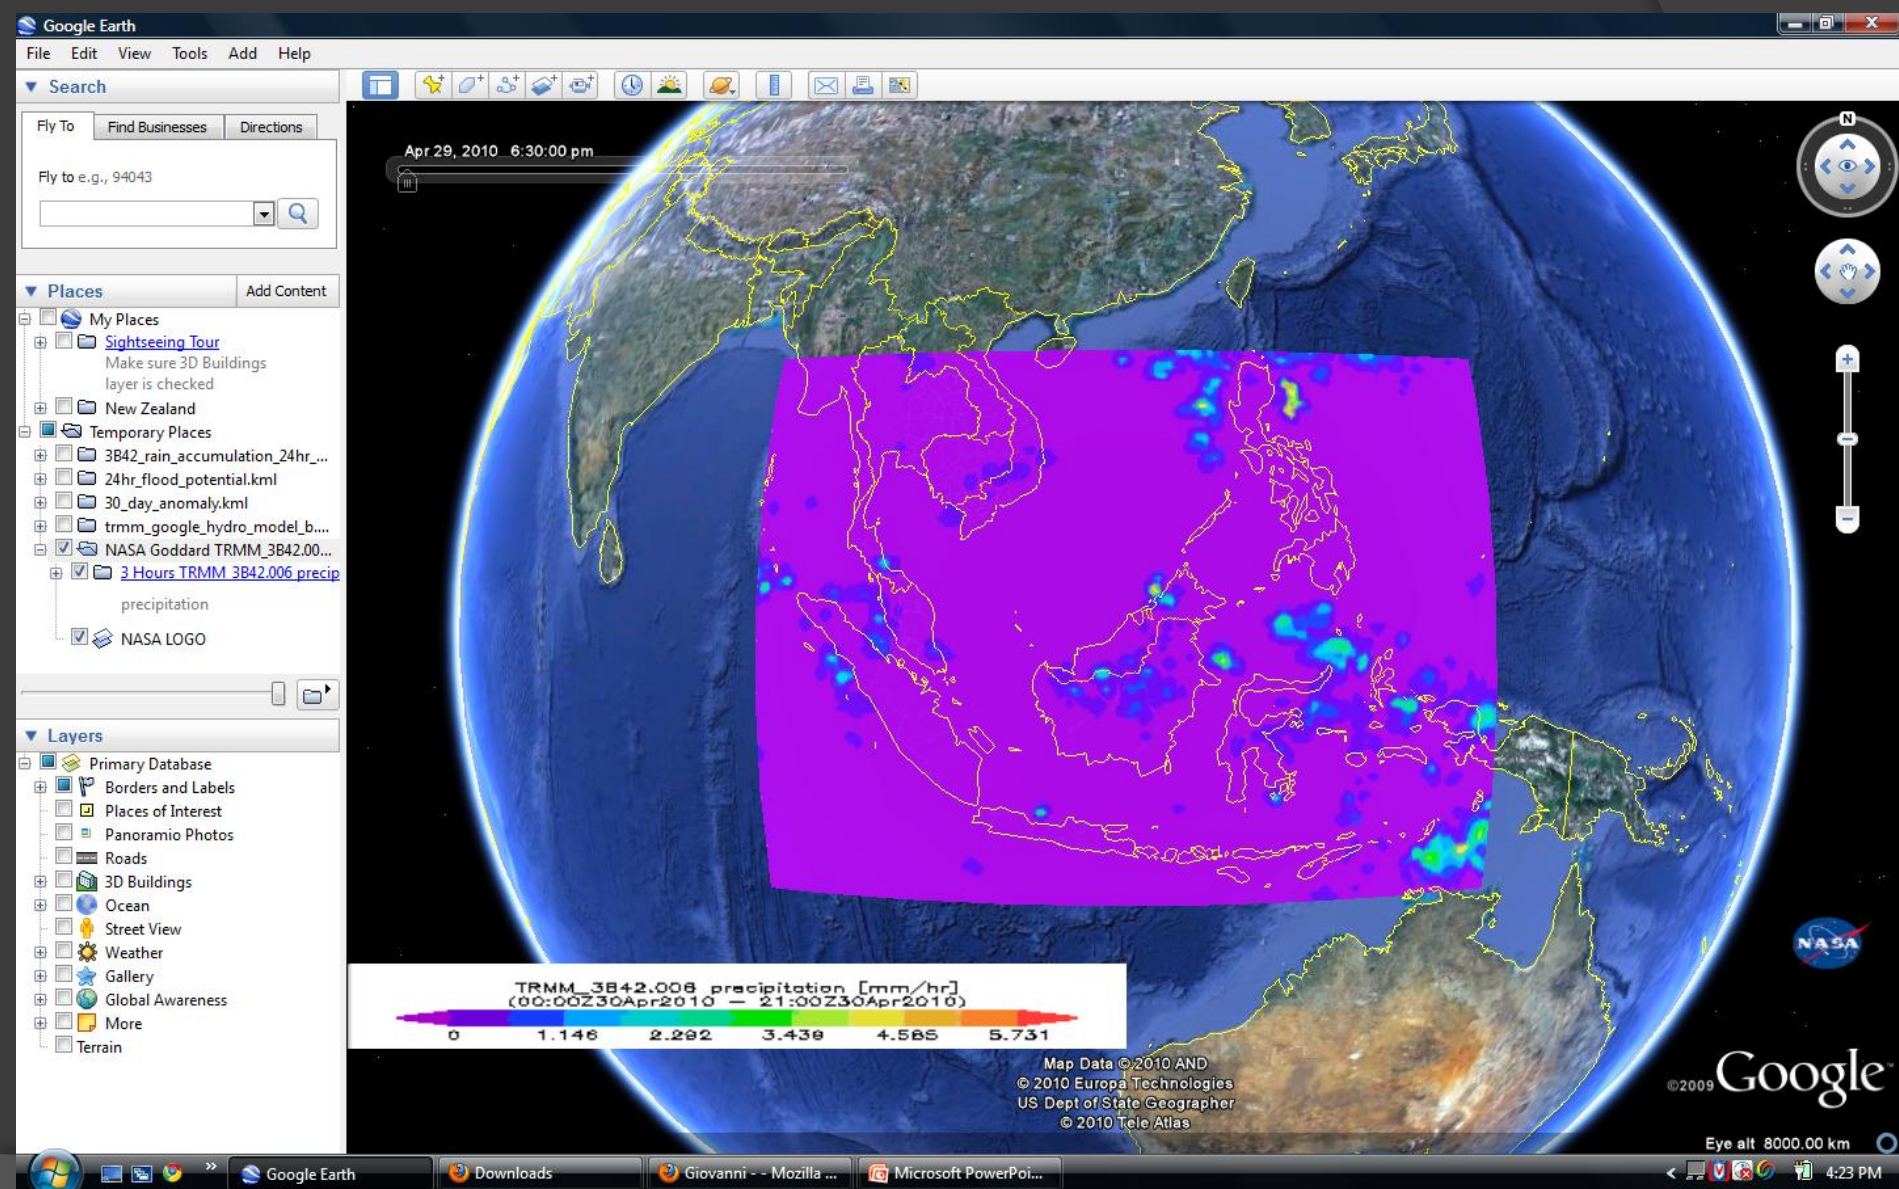 Google Earth
File Edit View Tools Add Help
Search
Fly To Find Businesses Directions
Fly to e.g., 94043
Places Add Content
My Places
Sightseeing Tour
Make sure 3D Buildings
layer is checked
New Zealand
Temporary Places
3B42_rain_accumulation_24hr_...
24hr_flood_potential.kml
30_day_anomaly.kml
trmm_google_hydro_model_b....
NASA Goddard TRMM_3B42.00...
3 Hours TRMM_3B42.006 precip
precipitation
NASA LOGO
Layers
Primary Database
Borders and Labels
Places of Interest
Panoramio Photos
Roads
3D Buildings
Ocean
Street View
Weather
Gallery
Global Awareness
More
Terrain
Apr 29, 2010 6:30:00 pm
N
NASA
TRMM_3B42.006 precipitation [mm/hr]
(00:00Z30Apr2010 — 21:00Z30Apr2010)
0 1.146 2.292 3.439 4.585 5.731
Map Data © 2010 AND
© 2010 Europa Technologies
US Dept of State Geographer
© 2010 Tele Atlas
©2009 Google™
Eye alt 8000.00 km
» Google Earth Downloads Giovanni - - Mozilla ... Microsoft PowerPoi... < 4:23 PM